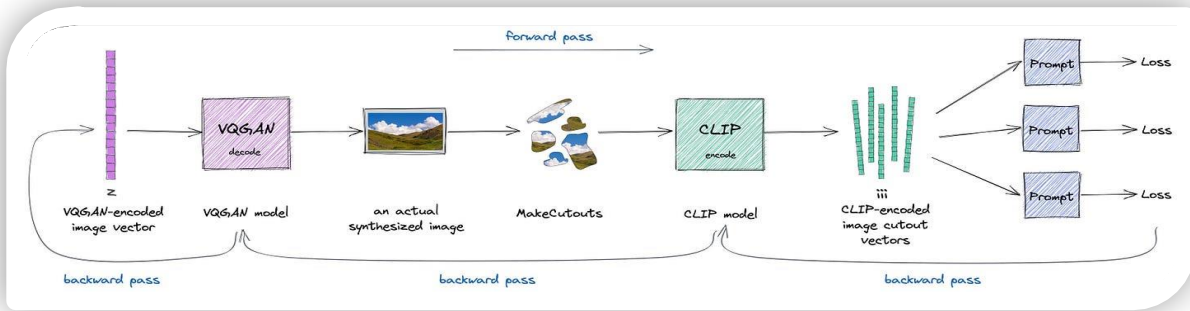 forward pass
VQGAN
decode
CLIP
encode
Prompt
Loss
Prompt
Loss
Prompt
Loss
z
VQGAN-encoded
image vector
VQGAN model
an actual
synthesized image
MakeCutouts
CLIP model
iii
CLIP-encoded
image cutout
vectors
backward pass
backward pass
backward pass